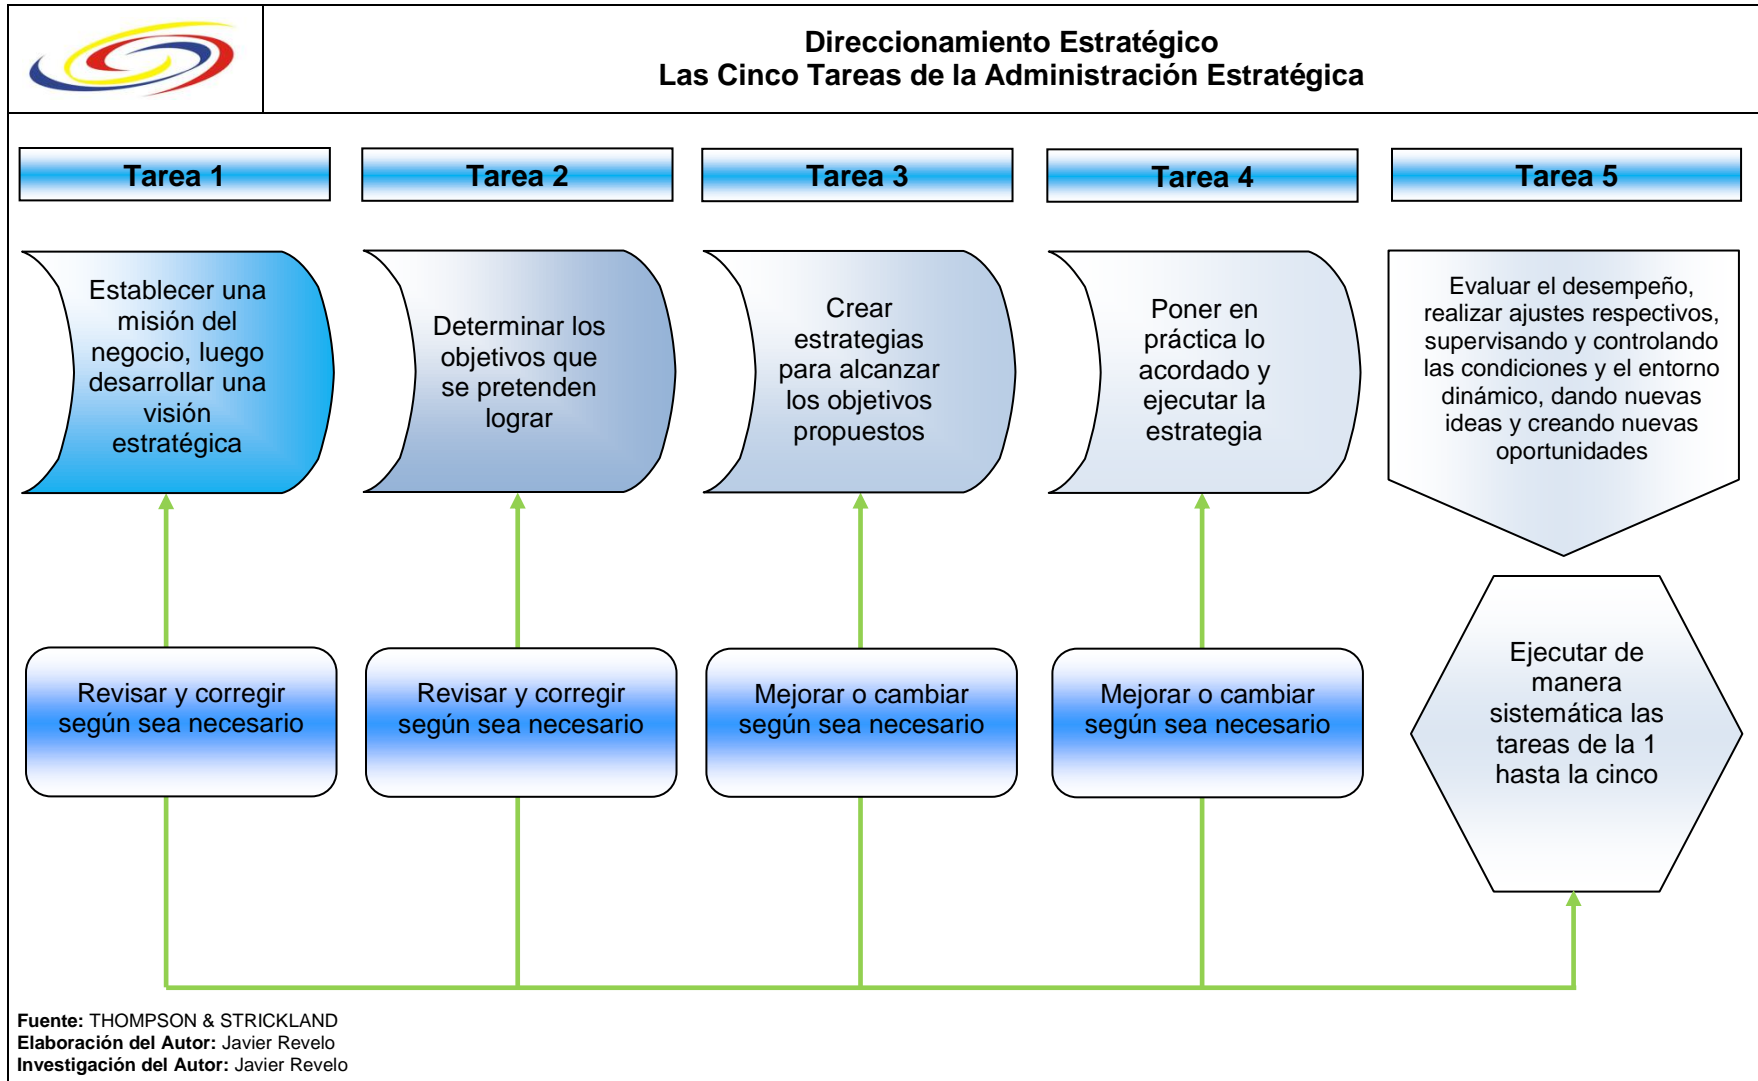 Direccionamiento Estratégico
Las Cinco Tareas de la Administración Estratégica
Tarea 1
Tarea 2
Tarea 3
Tarea 4
Tarea 5
Establecer una
misión del
negocio, luego
desarrollar una
visión
estratégica
Determinar los
objetivos que
se pretenden
lograr
Crear
estrategias
para alcanzar
los objetivos
propuestos
Poner en
práctica lo
acordado y
ejecutar la
estrategia
Evaluar el desempeño,
realizar ajustes respectivos,
supervisando y controlando
las condiciones y el entorno
dinámico, dando nuevas
ideas y creando nuevas
oportunidades
Revisar y corregir
según sea necesario
Revisar y corregir
según sea necesario
Mejorar o cambiar
según sea necesario
Mejorar o cambiar
según sea necesario
Ejecutar de
manera
sistemática las
tareas de la 1
hasta la cinco
Fuente: THOMPSON & STRICKLAND
Elaboración del Autor: Javier Revelo
Investigación del Autor: Javier Revelo